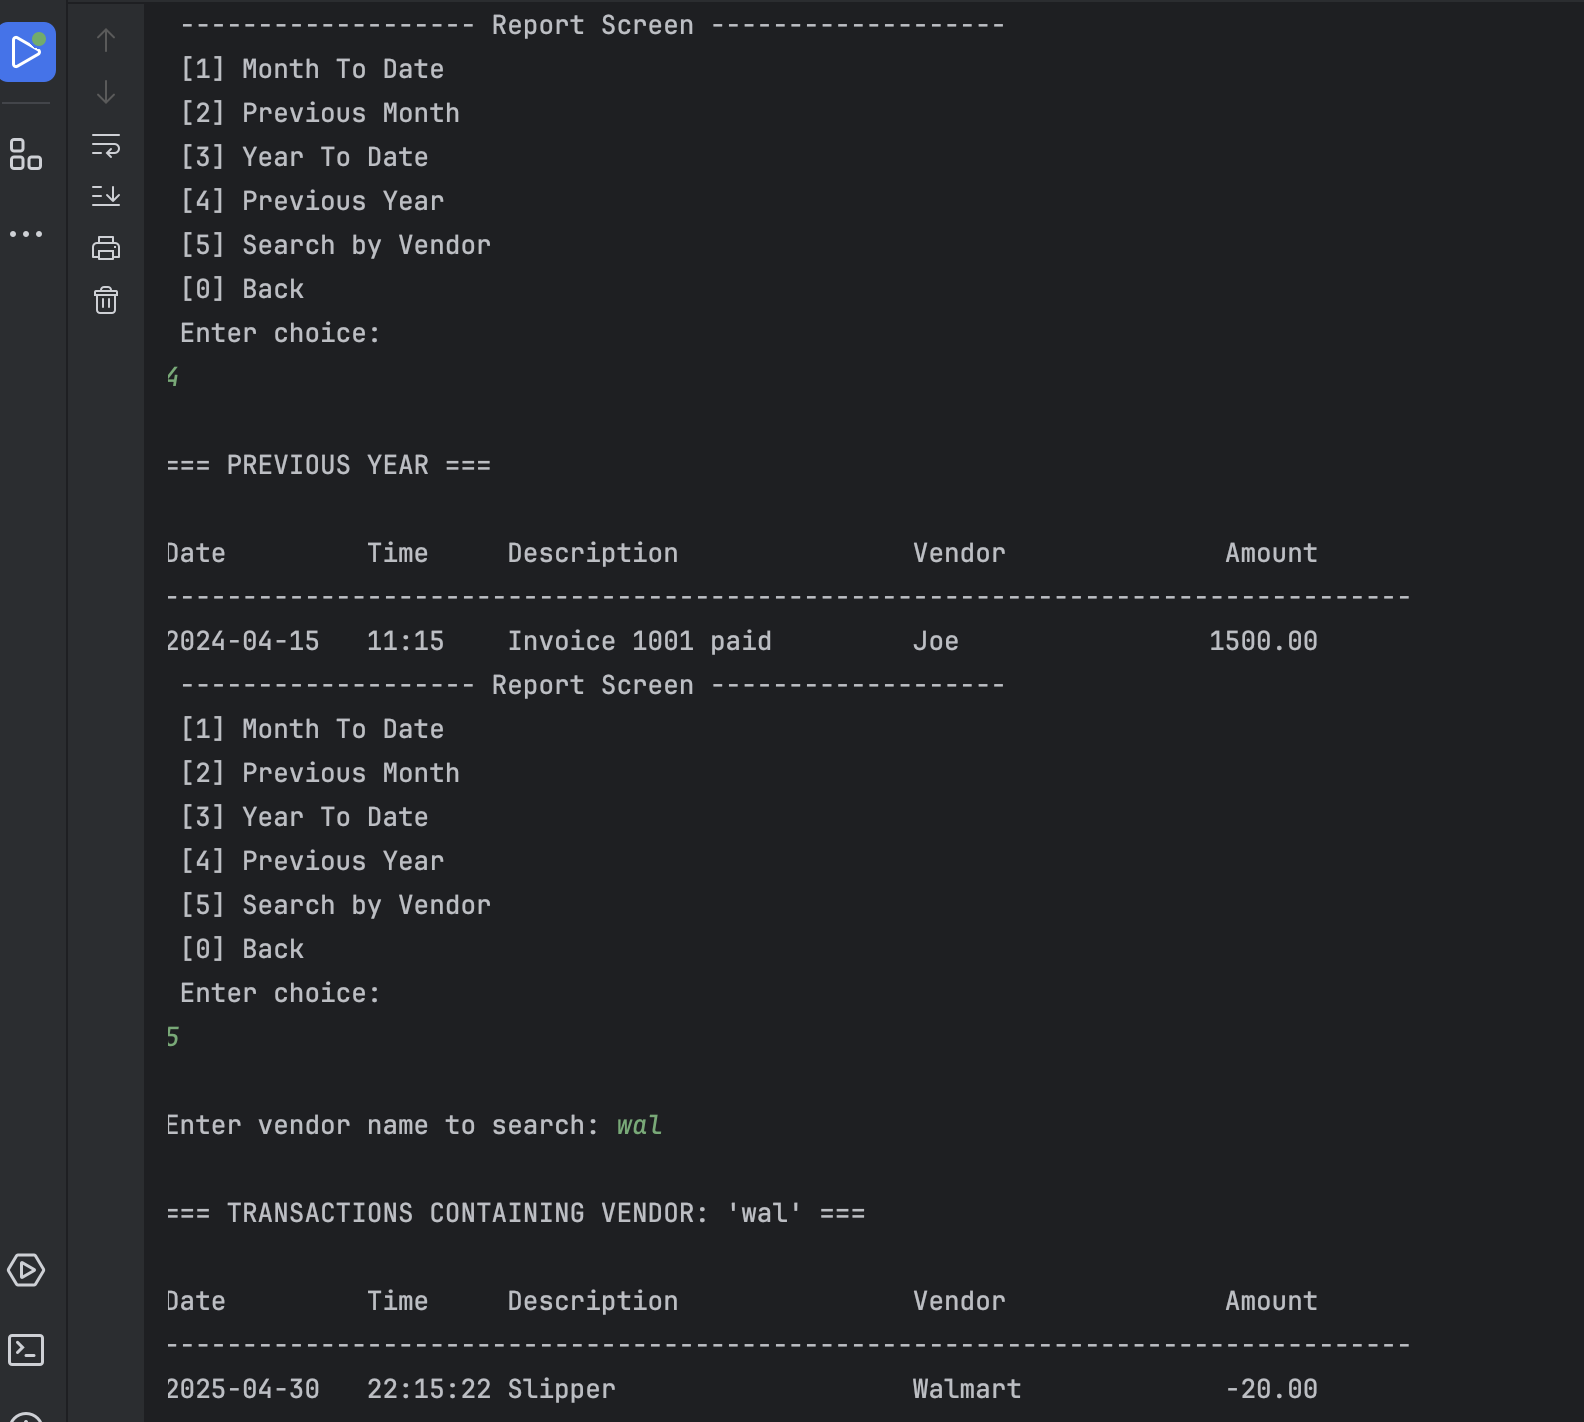 ------------------- Report Screen -------------------
[1] Month To Date
[2] Previous Month
[3] Year To Date
[4] Previous Year
[5] Search by Vendor
[0] Back
Enter choice:
4
=== PREVIOUS YEAR ===
Date         Time     Description               Vendor              Amount
--------------------------------------------------------------------------------
2024-04-15   11:15    Invoice 1001 paid         Joe                1500.00
------------------- Report Screen -------------------
[1] Month To Date
[2] Previous Month
[3] Year To Date
[4] Previous Year
[5] Search by Vendor
[0] Back
Enter choice:
5
Enter vendor name to search: wal
=== TRANSACTIONS CONTAINING VENDOR: 'wal' ===
Date         Time     Description               Vendor              Amount
--------------------------------------------------------------------------------
2025-04-30   22:15:22 Slipper                   Walmart             -20.00